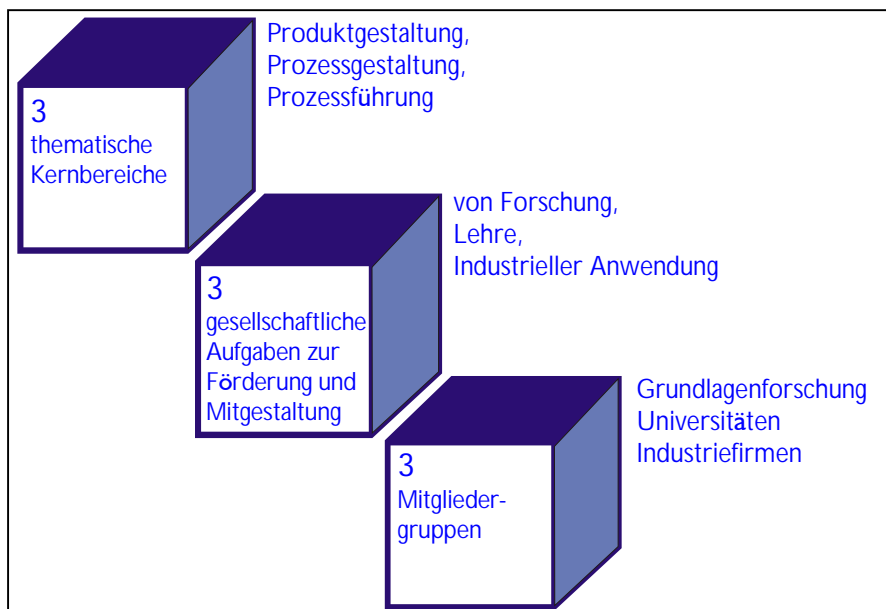 Produktgestaltung,
Prozessgestaltung,
Prozessführung
3
thematische
Kernbereiche
von Forschung,
Lehre,
Industrieller Anwendung
3
gesellschaftliche
Aufgaben zur
Förderung und
Mitgestaltung
Grundlagenforschung
Universitäten
Industriefirmen
3
Mitglieder-
gruppen